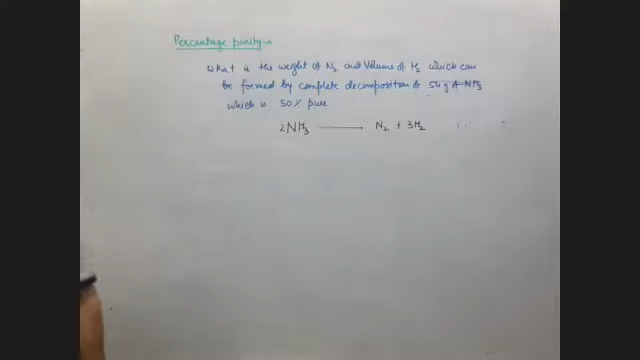 Percentage purity→
What is the weight of N₂ and Volume of H₂ which can
be formed by complete decomposition of 54 g of NH₃
which is 50% pure
2NH₃ ⟶ N₂ + 3H₂